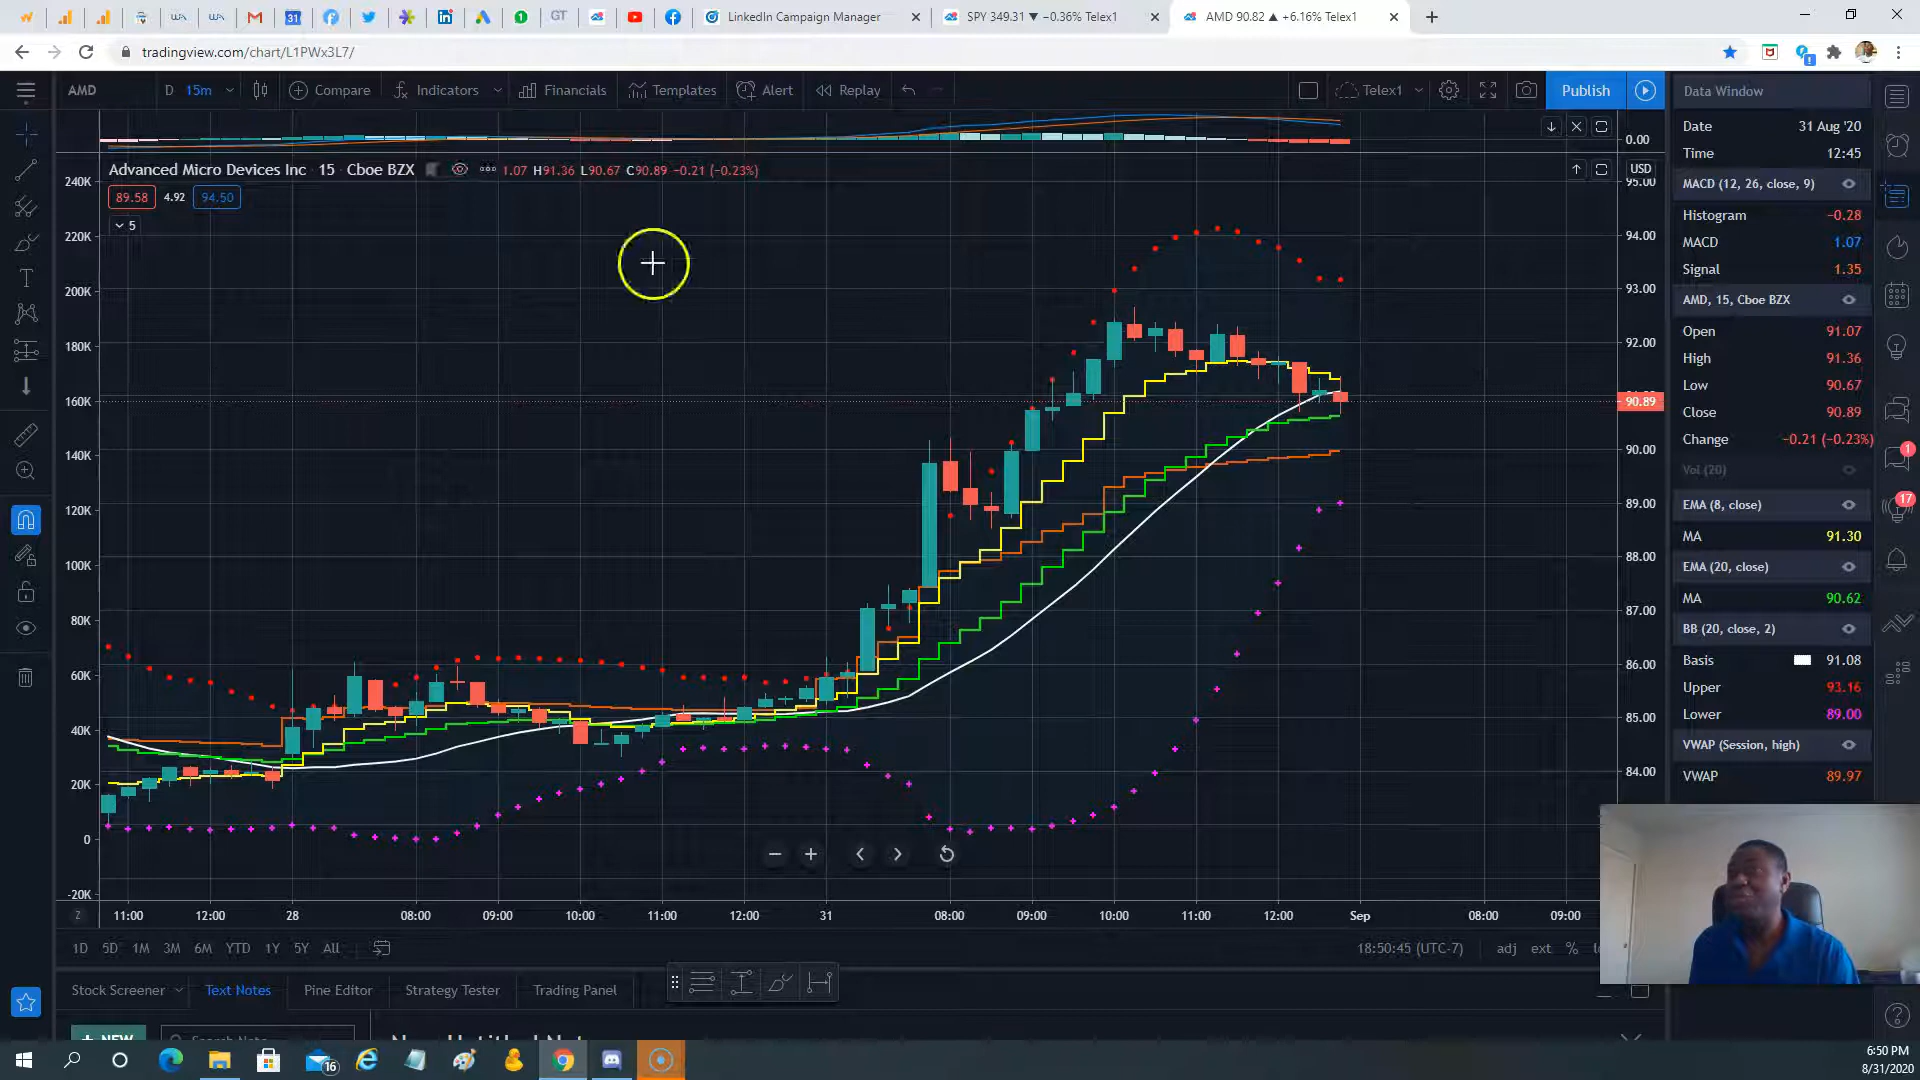 LinkedIn Campaign Manager
SPY 349.31 ▼ −0.36% Telex1
AMD 90.82 ▲ +6.16% Telex1
tradingview.com/chart/L1PWx3L7/
AMD D 15m Compare Indicators Financials Templates Alert Replay Telex1 Publish
Data Window
Date 31 Aug '20
Time 12:45
MACD (12, 26, close, 9)
Histogram −0.28
MACD 1.07
Signal 1.35
AMD, 15, Cboe BZX
Open 91.07
High 91.36
Low 90.67
Close 90.89
Change −0.21 (−0.23%)
Vol (20)
EMA (8, close)
MA 91.30
EMA (20, close)
MA 90.62
BB (20, close, 2)
Basis 91.08
Upper 93.16
Lower 89.00
VWAP (Session, high)
VWAP 89.97
0.00
Advanced Micro Devices Inc · 15 · Cboe BZX 1.07 H91.36 L90.67 C90.89 −0.21 (−0.23%)
89.58 4.92 94.50
5
USD
240K
220K
200K
180K
160K
140K
120K
100K
80K
60K
40K
20K
0
-20K
95.00
94.00
93.00
92.00
90.89
90.00
89.00
88.00
87.00
86.00
85.00
84.00
1
17
Z 11:00 12:00 28 08:00 09:00 10:00 11:00 12:00 31 08:00 09:00 10:00 11:00 12:00 Sep 08:00 09:00
1D 5D 1M 3M 6M YTD 1Y 5Y All 18:50:45 (UTC-7) adj ext %
Stock Screener Text Notes Pine Editor Strategy Tester Trading Panel
+ NEW
16
6:50 PM
8/31/2020